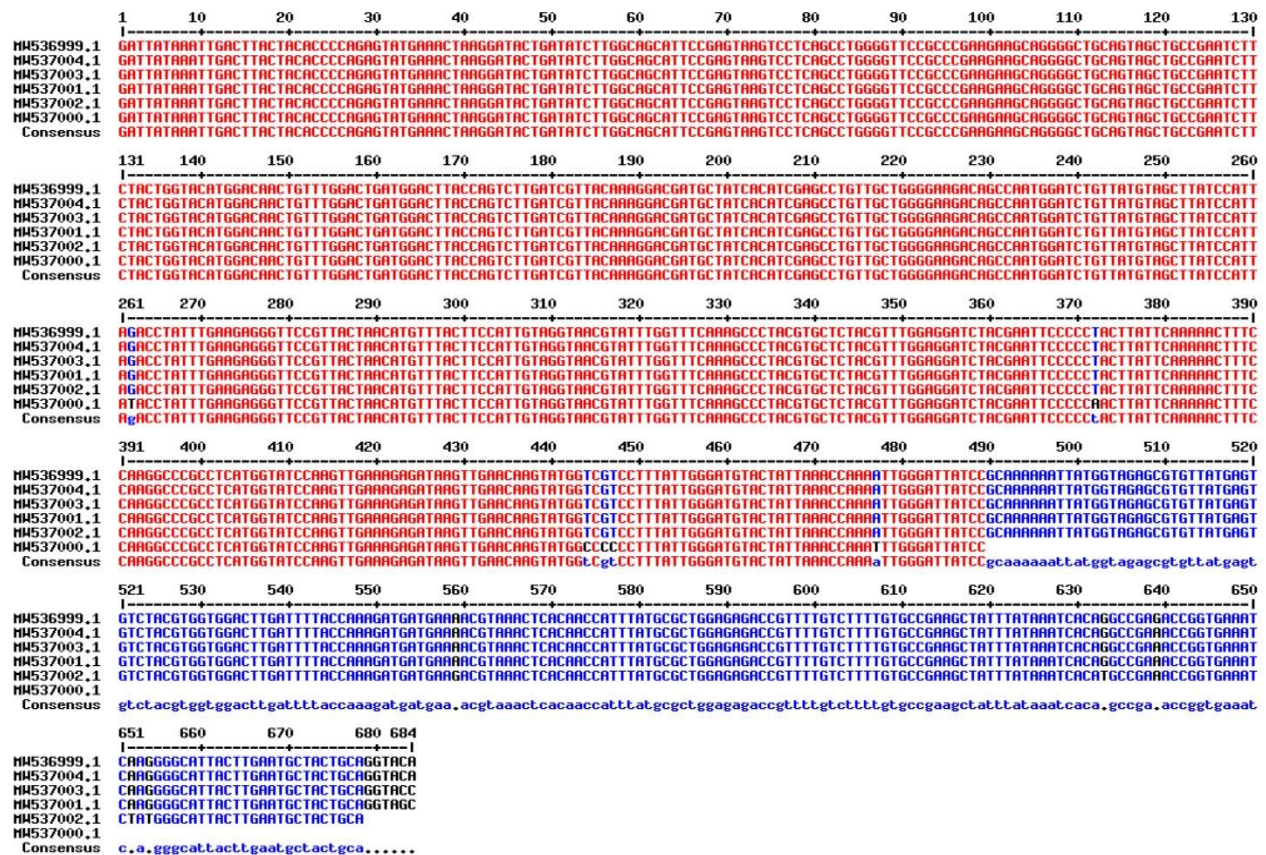 1 10 20 30 40 50 60 70 80 90 100 110 120 130
|--------+---------+---------+---------+---------+---------+---------+---------+---------+---------+---------+---------+---------|
MW536999.1 GATTATAAATTGACTTACTACACCCCAGAGTATGAAACTAAGGATACTGATATCTTGGCAGCATTCCGAGTAAGTCCTCAGCCTGGGGTTCCGCCCGAAGAAGCAGGGGCTGCAGTAGCTGCCGAATCTT
MW537004.1 GATTATAAATTGACTTACTACACCCCAGAGTATGAAACTAAGGATACTGATATCTTGGCAGCATTCCGAGTAAGTCCTCAGCCTGGGGTTCCGCCCGAAGAAGCAGGGGCTGCAGTAGCTGCCGAATCTT
MW537003.1 GATTATAAATTGACTTACTACACCCCAGAGTATGAAACTAAGGATACTGATATCTTGGCAGCATTCCGAGTAAGTCCTCAGCCTGGGGTTCCGCCCGAAGAAGCAGGGGCTGCAGTAGCTGCCGAATCTT
MW537001.1 GATTATAAATTGACTTACTACACCCCAGAGTATGAAACTAAGGATACTGATATCTTGGCAGCATTCCGAGTAAGTCCTCAGCCTGGGGTTCCGCCCGAAGAAGCAGGGGCTGCAGTAGCTGCCGAATCTT
MW537002.1 GATTATAAATTGACTTACTACACCCCAGAGTATGAAACTAAGGATACTGATATCTTGGCAGCATTCCGAGTAAGTCCTCAGCCTGGGGTTCCGCCCGAAGAAGCAGGGGCTGCAGTAGCTGCCGAATCTT
MW537000.1 GATTATAAATTGACTTACTACACCCCAGAGTATGAAACTAAGGATACTGATATCTTGGCAGCATTCCGAGTAAGTCCTCAGCCTGGGGTTCCGCCCGAAGAAGCAGGGGCTGCAGTAGCTGCCGAATCTT
Consensus GATTATAAATTGACTTACTACACCCCAGAGTATGAAACTAAGGATACTGATATCTTGGCAGCATTCCGAGTAAGTCCTCAGCCTGGGGTTCCGCCCGAAGAAGCAGGGGCTGCAGTAGCTGCCGAATCTT
131 140 150 160 170 180 190 200 210 220 230 240 250 260
|--------+---------+---------+---------+---------+---------+---------+---------+---------+---------+---------+---------+---------|
MW536999.1 CTACTGGTACATGGACAACTGTTTGGACTGATGGACTTACCAGTCTTGATCGTTACAAAGGACGATGCTATCACATCGAGCCTGTTGCTGGGGAAGACAGCCAATGGATCTGTTATGTAGCTTATCCATT
MW537004.1 CTACTGGTACATGGACAACTGTTTGGACTGATGGACTTACCAGTCTTGATCGTTACAAAGGACGATGCTATCACATCGAGCCTGTTGCTGGGGAAGACAGCCAATGGATCTGTTATGTAGCTTATCCATT
MW537003.1 CTACTGGTACATGGACAACTGTTTGGACTGATGGACTTACCAGTCTTGATCGTTACAAAGGACGATGCTATCACATCGAGCCTGTTGCTGGGGAAGACAGCCAATGGATCTGTTATGTAGCTTATCCATT
MW537001.1 CTACTGGTACATGGACAACTGTTTGGACTGATGGACTTACCAGTCTTGATCGTTACAAAGGACGATGCTATCACATCGAGCCTGTTGCTGGGGAAGACAGCCAATGGATCTGTTATGTAGCTTATCCATT
MW537002.1 CTACTGGTACATGGACAACTGTTTGGACTGATGGACTTACCAGTCTTGATCGTTACAAAGGACGATGCTATCACATCGAGCCTGTTGCTGGGGAAGACAGCCAATGGATCTGTTATGTAGCTTATCCATT
MW537000.1 CTACTGGTACATGGACAACTGTTTGGACTGATGGACTTACCAGTCTTGATCGTTACAAAGGACGATGCTATCACATCGAGCCTGTTGCTGGGGAAGACAGCCAATGGATCTGTTATGTAGCTTATCCATT
Consensus CTACTGGTACATGGACAACTGTTTGGACTGATGGACTTACCAGTCTTGATCGTTACAAAGGACGATGCTATCACATCGAGCCTGTTGCTGGGGAAGACAGCCAATGGATCTGTTATGTAGCTTATCCATT
261 270 280 290 300 310 320 330 340 350 360 370 380 390
|--------+---------+---------+---------+---------+---------+---------+---------+---------+---------+---------+---------+---------|
MW536999.1 AGACCTATTTGAAGAGGGTTCCGTTACTAACATGTTTACTTCCATTGTAGGTAACGTATTTGGTTTCAAAGCCCTACGTGCTCTACGTTTGGAGGATCTACGAATTCCCCCTACTTATTCAAAAACTTTC
MW537004.1 AGACCTATTTGAAGAGGGTTCCGTTACTAACATGTTTACTTCCATTGTAGGTAACGTATTTGGTTTCAAAGCCCTACGTGCTCTACGTTTGGAGGATCTACGAATTCCCCCTACTTATTCAAAAACTTTC
MW537003.1 AGACCTATTTGAAGAGGGTTCCGTTACTAACATGTTTACTTCCATTGTAGGTAACGTATTTGGTTTCAAAGCCCTACGTGCTCTACGTTTGGAGGATCTACGAATTCCCCCTACTTATTCAAAAACTTTC
MW537001.1 AGACCTATTTGAAGAGGGTTCCGTTACTAACATGTTTACTTCCATTGTAGGTAACGTATTTGGTTTCAAAGCCCTACGTGCTCTACGTTTGGAGGATCTACGAATTCCCCCTACTTATTCAAAAACTTTC
MW537002.1 AGACCTATTTGAAGAGGGTTCCGTTACTAACATGTTTACTTCCATTGTAGGTAACGTATTTGGTTTCAAAGCCCTACGTGCTCTACGTTTGGAGGATCTACGAATTCCCCCTACTTATTCAAAAACTTTC
MW537000.1 ATACCTATTTGAAGAGGGTTCCGTTACTAACATGTTTACTTCCATTGTAGGTAACGTATTTGGTTTCAAAGCCCTACGTGCTCTACGTTTGGAGGATCTACGAATTCCCCCAACTTATTCAAAAACTTTC
Consensus AgACCTATTTGAAGAGGGTTCCGTTACTAACATGTTTACTTCCATTGTAGGTAACGTATTTGGTTTCAAAGCCCTACGTGCTCTACGTTTGGAGGATCTACGAATTCCCCCtACTTATTCAAAAACTTTC
391 400 410 420 430 440 450 460 470 480 490 500 510 520
|--------+---------+---------+---------+---------+---------+---------+---------+---------+---------+---------+---------+---------|
MW536999.1 CAAGGCCCGCCTCATGGTATCCAAGTTGAAAGAGATAAGTTGAACAAGTATGGTCGTCCTTTATTGGGATGTACTATTAAACCAAAATTGGGATTATCCGCAAAAAATTATGGTAGAGCGTGTTATGAGT
MW537004.1 CAAGGCCCGCCTCATGGTATCCAAGTTGAAAGAGATAAGTTGAACAAGTATGGTCGTCCTTTATTGGGATGTACTATTAAACCAAAATTGGGATTATCCGCAAAAAATTATGGTAGAGCGTGTTATGAGT
MW537003.1 CAAGGCCCGCCTCATGGTATCCAAGTTGAAAGAGATAAGTTGAACAAGTATGGTCGTCCTTTATTGGGATGTACTATTAAACCAAAATTGGGATTATCCGCAAAAAATTATGGTAGAGCGTGTTATGAGT
MW537001.1 CAAGGCCCGCCTCATGGTATCCAAGTTGAAAGAGATAAGTTGAACAAGTATGGTCGTCCTTTATTGGGATGTACTATTAAACCAAAATTGGGATTATCCGCAAAAAATTATGGTAGAGCGTGTTATGAGT
MW537002.1 CAAGGCCCGCCTCATGGTATCCAAGTTGAAAGAGATAAGTTGAACAAGTATGGTCGTCCTTTATTGGGATGTACTATTAAACCAAAATTGGGATTATCCGCAAAAAATTATGGTAGAGCGTGTTATGAGT
MW537000.1 CAAGGCCCGCCTCATGGTATCCAAGTTGAAAGAGATAAGTTGAACAAGTATGGCCCCCCTTTATTGGGATGTACTATTAAACCAAATTTGGGATTATCC
Consensus CAAGGCCCGCCTCATGGTATCCAAGTTGAAAGAGATAAGTTGAACAAGTATGGtCgtCCTTTATTGGGATGTACTATTAAACCAAAaTTGGGATTATCCgcaaaaaattatggtagagcgtgttatgagt
521 530 540 550 560 570 580 590 600 610 620 630 640 650
|--------+---------+---------+---------+---------+---------+---------+---------+---------+---------+---------+---------+---------|
MW536999.1 GTCTACGTGGTGGACTTGATTTTACCAAAGATGATGAAAACGTAAACTCACAACCATTTATGCGCTGGAGAGACCGTTTTGTCTTTTGTGCCGAAGCTATTTATAAATCACAGGCCGAGACCGGTGAAAT
MW537004.1 GTCTACGTGGTGGACTTGATTTTACCAAAGATGATGAAAACGTAAACTCACAACCATTTATGCGCTGGAGAGACCGTTTTGTCTTTTGTGCCGAAGCTATTTATAAATCACAGGCCGAAACCGGTGAAAT
MW537003.1 GTCTACGTGGTGGACTTGATTTTACCAAAGATGATGAAAACGTAAACTCACAACCATTTATGCGCTGGAGAGACCGTTTTGTCTTTTGTGCCGAAGCTATTTATAAATCACAGGCCGAAACCGGTGAAAT
MW537001.1 GTCTACGTGGTGGACTTGATTTTACCAAAGATGATGAAAACGTAAACTCACAACCATTTATGCGCTGGAGAGACCGTTTTGTCTTTTGTGCCGAAGCTATTTATAAATCACAGGCCGAAACCGGTGAAAT
MW537002.1 GTCTACGTGGTGGACTTGATTTTACCAAAGATGATGAAGACGTAAACTCACAACCATTTATGCGCTGGAGAGACCGTTTTGTCTTTTGTGCCGAAGCTATTTATAAATCACATGCCGAAACCGGTGAAAT
MW537000.1
Consensus gtctacgtggtggacttgattttaccaaagatgatgaa.acgtaaactcacaaccatttatgcgctggagagaccgttttgtcttttgtgccgaagctatttataaatcaca.gccga.accggtgaaat
651 660 670 680 684
|--------+---------+---------+---|
MW536999.1 CAAGGGGCATTACTTGAATGCTACTGCAGGTACA
MW537004.1 CAAGGGGCATTACTTGAATGCTACTGCAGGTACA
MW537003.1 CAAGGGGCATTACTTGAATGCTACTGCAGGTACC
MW537001.1 CAAGGGGCATTACTTGAATGCTACTGCAGGTAGC
MW537002.1 CTATGGGCATTACTTGAATGCTACTGCA
MW537000.1
Consensus c.a.gggcattacttgaatgctactgca......